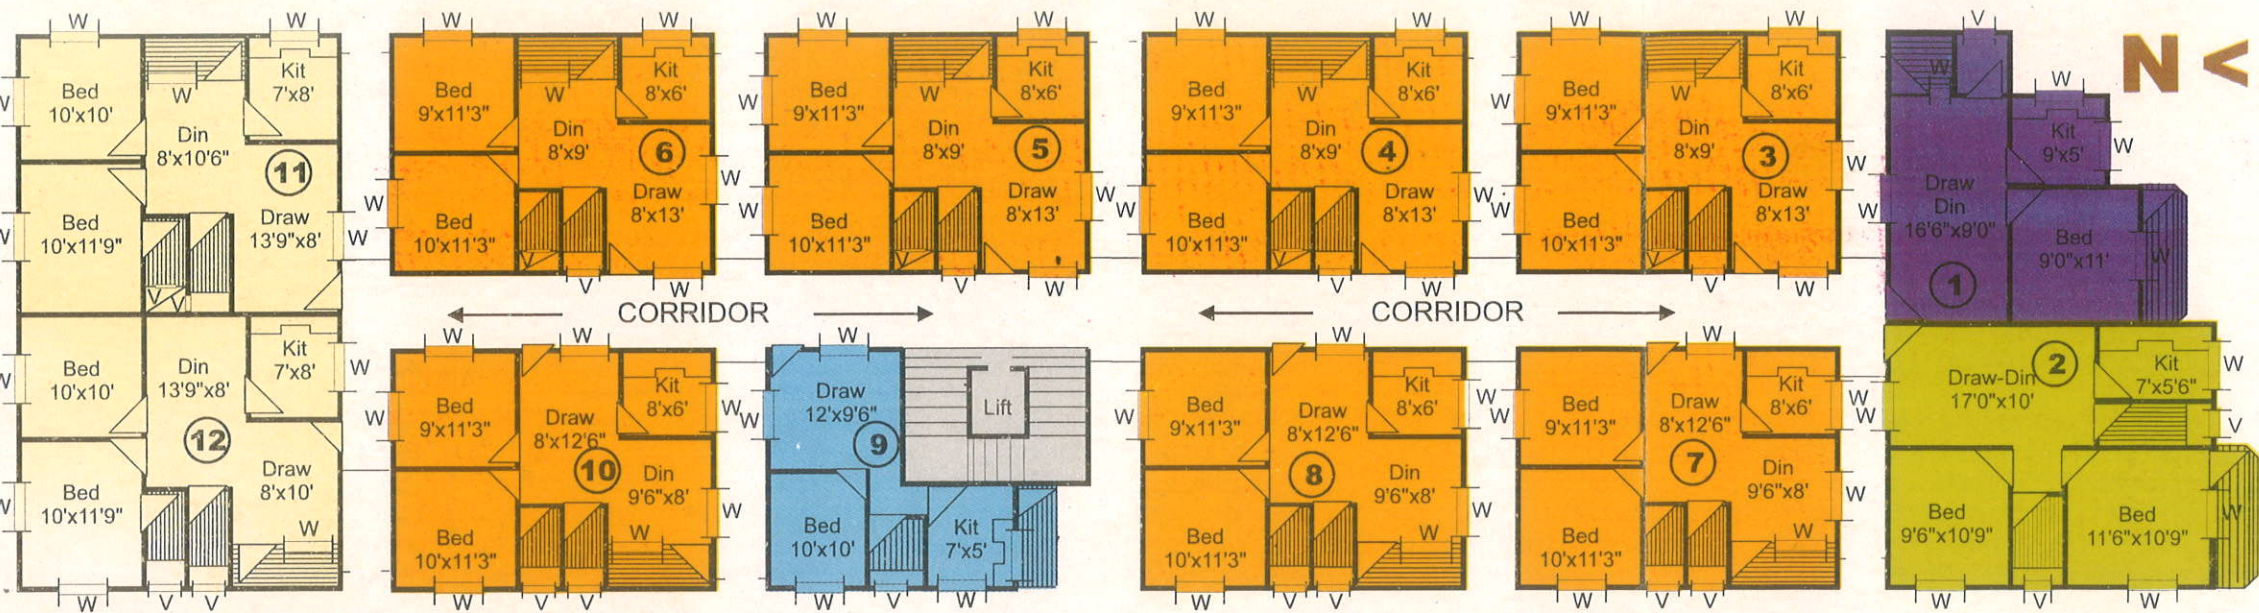 W
Bed
10'x10'
W
Din
8'x10'6"
W
Kit
7'x8'
W
11
Bed
10'x11'9"
W
Draw
13'9"x8'
W
V
V
W
Bed
9'x11'3"
W
Din
8'x9'
W
Kit
8'x6'
6
W
Bed
10'x11'3"
W
Draw
8'x13'
V
V
W
W
Bed
9'x11'3"
W
W
Din
8'x9'
W
Kit
8'x6'
5
Bed
10'x11'3"
W
Draw
8'x13'
W
V
V
W
W
Bed
9'x11'3"
W
Din
8'x9'
W
Kit
8'x6'
4
W
Bed
10'x11'3"
Draw
8'x13'
W
V
V
W
W
Bed
9'x11'3"
W
W
Din
8'x9'
W
Kit
8'x6'
3
W
W
Bed
10'x11'3"
Draw
8'x13'
W
V
V
W
V
W
W
Kit
9'x5'
W
Draw
Din
16'6"x9'0"
Bed
9'0"x11'
W
1
N
<
CORRIDOR
CORRIDOR
W
Bed
10'x10'
Din
13'9"x8'
Kit
7'x8'
W
12
W
Bed
10'x11'9"
Draw
8'x10'
W
W
V
V
W
W
W
Bed
9'x11'3"
Draw
8'x12'6"
Kit
8'x6'
W
10
Bed
10'x11'3"
Din
9'6"x8'
W
W
W
V
V
W
W
Draw
12'x9'6"
9
Lift
Bed
10'x10'
Kit
7'x5'
W
V
W
W
W
W
Bed
9'x11'3"
Draw
8'x12'6"
Kit
8'x6'
W
8
Bed
10'x11'3"
Din
9'6"x8'
W
W
W
V
V
W
W
W
Bed
9'x11'3"
Draw
8'x12'6"
Kit
8'x6'
W
7
Bed
10'x11'3"
Din
9'6"x8'
W
W
W
V
V
W
Draw-Din
17'0"x10'
2
Kit
7'x5'6"
W
V
Bed
9'6"x10'9"
Bed
11'6"x10'9"
W
W
V
W